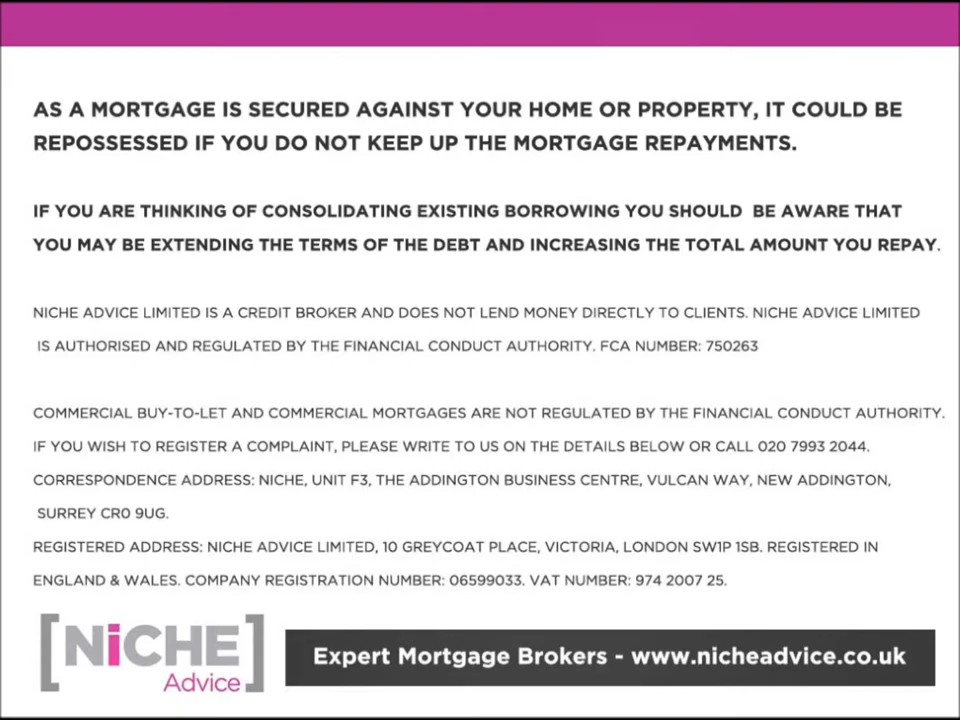 AS A MORTGAGE IS SECURED AGAINST YOUR HOME OR PROPERTY, IT COULD BE
REPOSSESSED IF YOU DO NOT KEEP UP THE MORTGAGE REPAYMENTS.
IF YOU ARE THINKING OF CONSOLIDATING EXISTING BORROWING YOU SHOULD BE AWARE THAT
YOU MAY BE EXTENDING THE TERMS OF THE DEBT AND INCREASING THE TOTAL AMOUNT YOU REPAY.
NICHE ADVICE LIMITED IS A CREDIT BROKER AND DOES NOT LEND MONEY DIRECTLY TO CLIENTS. NICHE ADVICE LIMITED
IS AUTHORISED AND REGULATED BY THE FINANCIAL CONDUCT AUTHORITY. FCA NUMBER: 750263
COMMERCIAL BUY-TO-LET AND COMMERCIAL MORTGAGES ARE NOT REGULATED BY THE FINANCIAL CONDUCT AUTHORITY.
IF YOU WISH TO REGISTER A COMPLAINT, PLEASE WRITE TO US ON THE DETAILS BELOW OR CALL 020 7993 2044.
CORRESPONDENCE ADDRESS: NICHE, UNIT F3, THE ADDINGTON BUSINESS CENTRE, VULCAN WAY, NEW ADDINGTON,
SURREY CR0 9UG.
REGISTERED ADDRESS: NICHE ADVICE LIMITED, 10 GREYCOAT PLACE, VICTORIA, LONDON SW1P 1SB. REGISTERED IN
ENGLAND & WALES. COMPANY REGISTRATION NUMBER: 06599033. VAT NUMBER: 974 2007 25.
[NiCHE]
Advice
Expert Mortgage Brokers - www.nicheadvice.co.uk